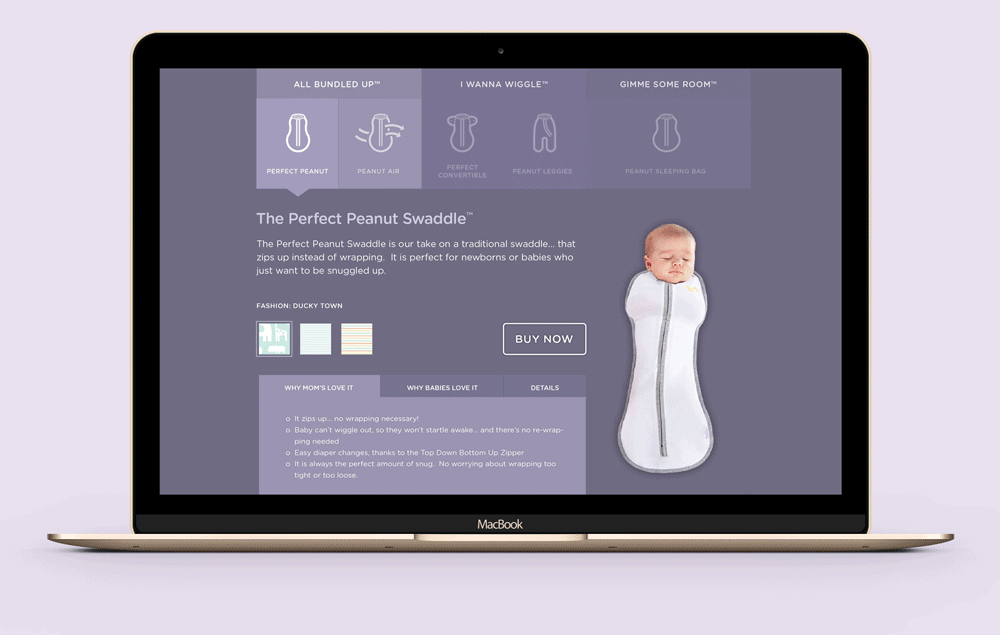 ALL BUNDLED UP™
I WANNA WIGGLE™
GIMME SOME ROOM™
PERFECT PEANUT
PEANUT AIR
PERFECT
CONVERTIBLE
PEANUT LEGGIES
PEANUT SLEEPING BAG
The Perfect Peanut Swaddle™
The Perfect Peanut Swaddle is our take on a traditional swaddle... that
zips up instead of wrapping. It is perfect for newborns or babies who
just want to be snuggled up.
FASHION: DUCKY TOWN
BUY NOW
WHY MOM'S LOVE IT
WHY BABIES LOVE IT
DETAILS
o It zips up... no wrapping necessary!
o Baby can't wiggle out, so they won't startle awake... and there's no re-wrap-
ping needed
o Easy diaper changes, thanks to the Top Down Bottom Up Zipper
o It is always the perfect amount of snug. No worrying about wrapping too
tight or too loose.
MacBook